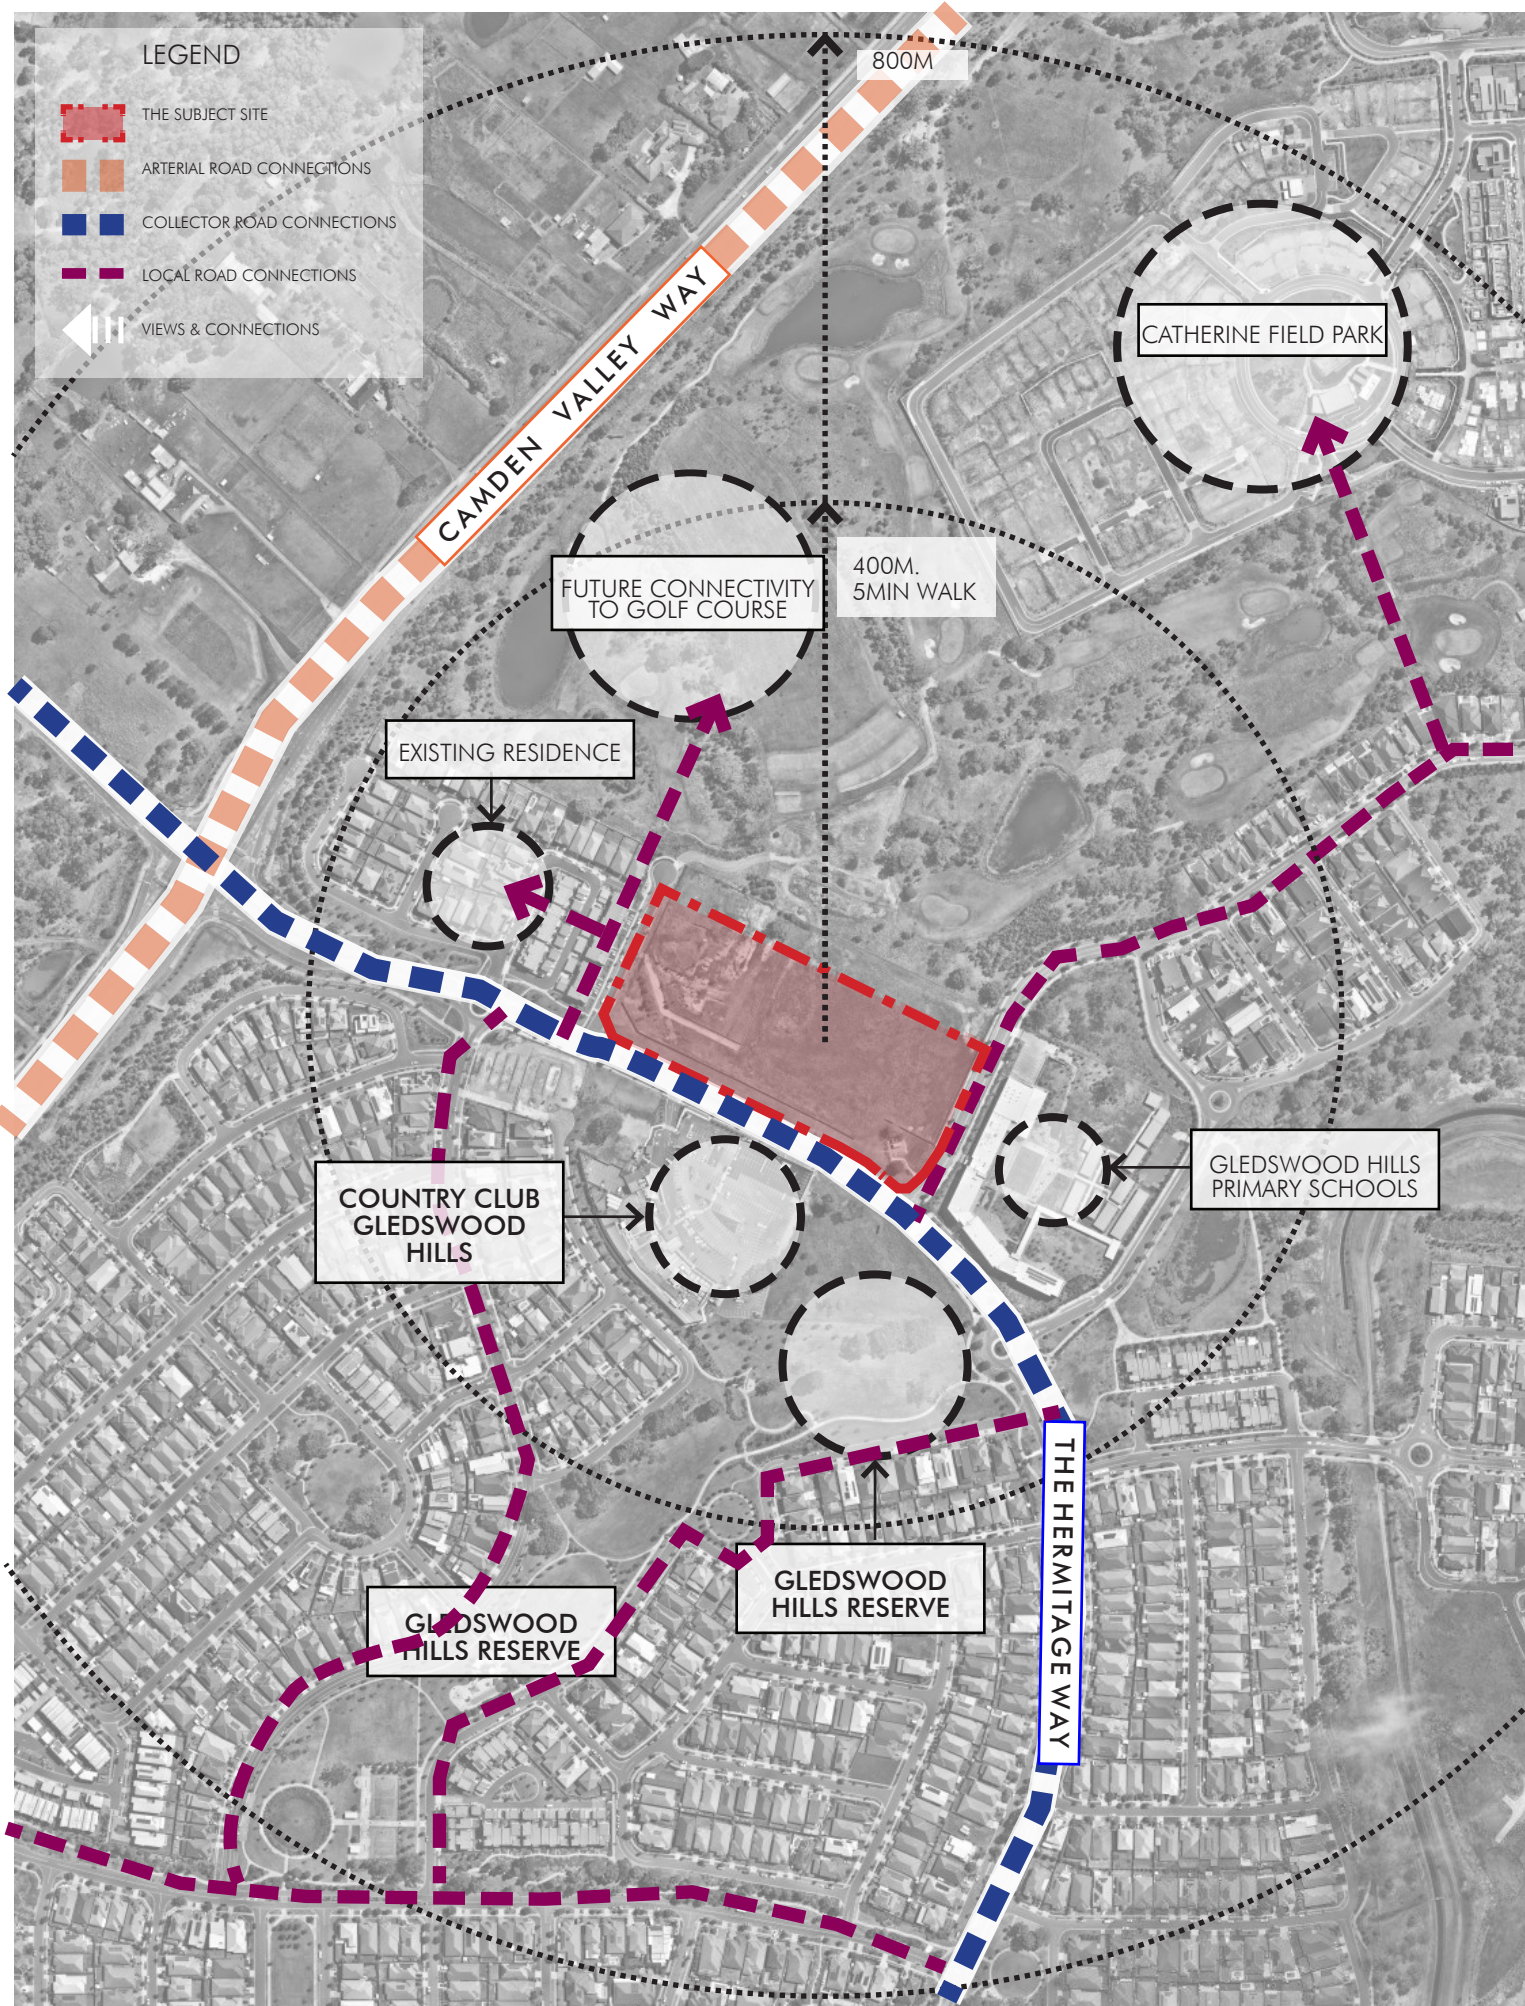 LEGEND
THE SUBJECT SITE
ARTERIAL ROAD CONNECTIONS
COLLECTOR ROAD CONNECTIONS
LOCAL ROAD CONNECTIONS
VIEWS & CONNECTIONS
800M
CAMDEN VALLEY WAY
CATHERINE FIELD PARK
FUTURE CONNECTIVITY
TO GOLF COURSE
400M.
5MIN WALK
EXISTING RESIDENCE
GLEDSWOOD HILLS
PRIMARY SCHOOLS
COUNTRY CLUB
GLEDSWOOD
HILLS
THE HERMITAGE WAY
GLEDSWOOD
HILLS RESERVE
GLEDSWOOD
HILLS RESERVE